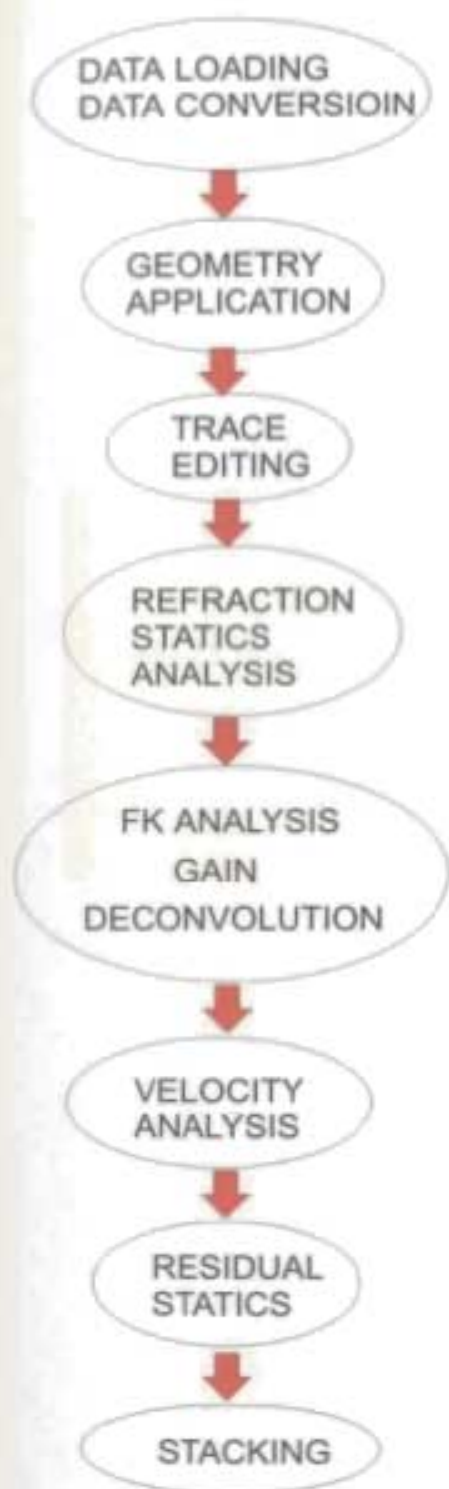 DATA LOADING
DATA CONVERSIOIN
GEOMETRY
APPLICATION
TRACE
EDITING
REFRACTION
STATICS
ANALYSIS
FK ANALYSIS
GAIN
DECONVOLUTION
VELOCITY
ANALYSIS
RESIDUAL
STATICS
STACKING